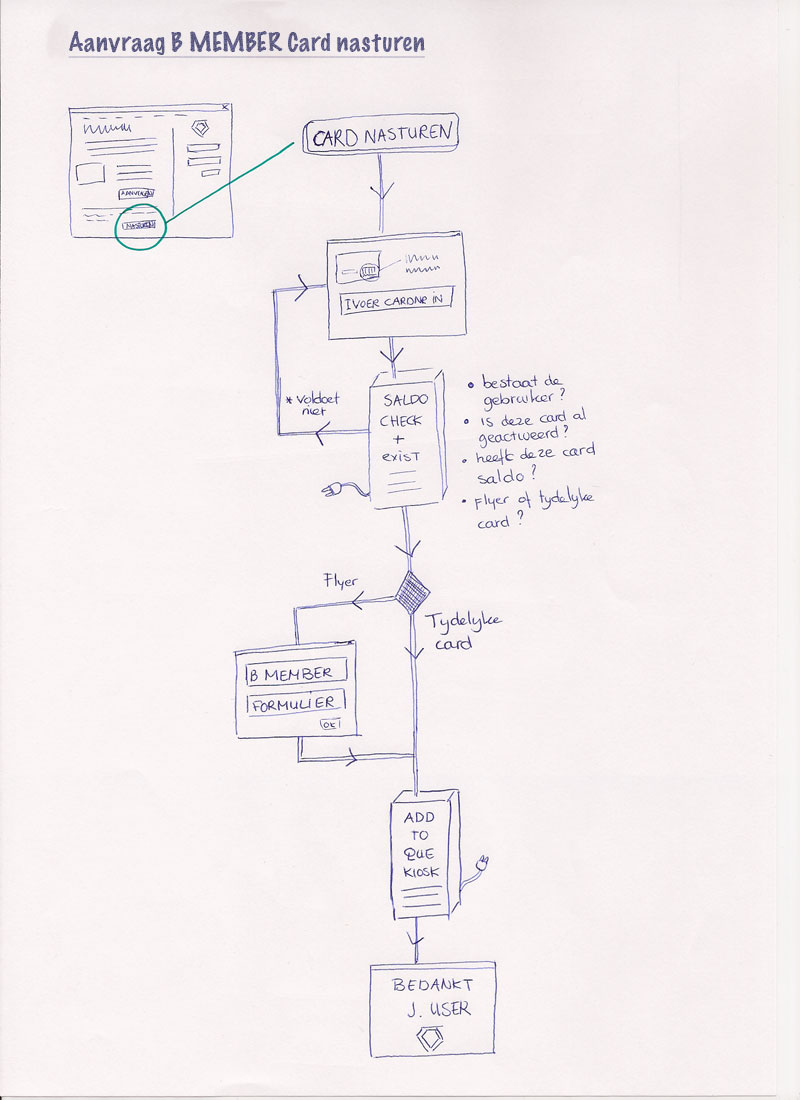 Aanvraag B MEMBER Card nasturen
AANVRAGEN
NASTUREN
CARD NASTUREN
IVOER CARDNR IN
* voldoet
niet
SALDO
CHECK
+
exist
• bestaat de
gebruiker?
• is deze card al
geactiveerd?
• heeft deze card
saldo?
• Flyer of tydelyke
card?
Flyer
Tydelyke
card
B MEMBER
FORMULIER
OK
ADD
TO
QUE
KIOSK
BEDANKT
J. USER